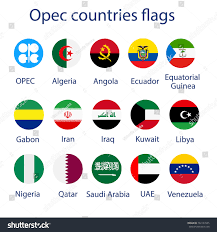 Opec countries flags
OPEC Algeria Angola Ecuador Equatorial Guinea
Gabon Iran Iraq Kuwait Libya
Nigeria Qatar Saudi Arabia UAE Venezuela
shutterstock